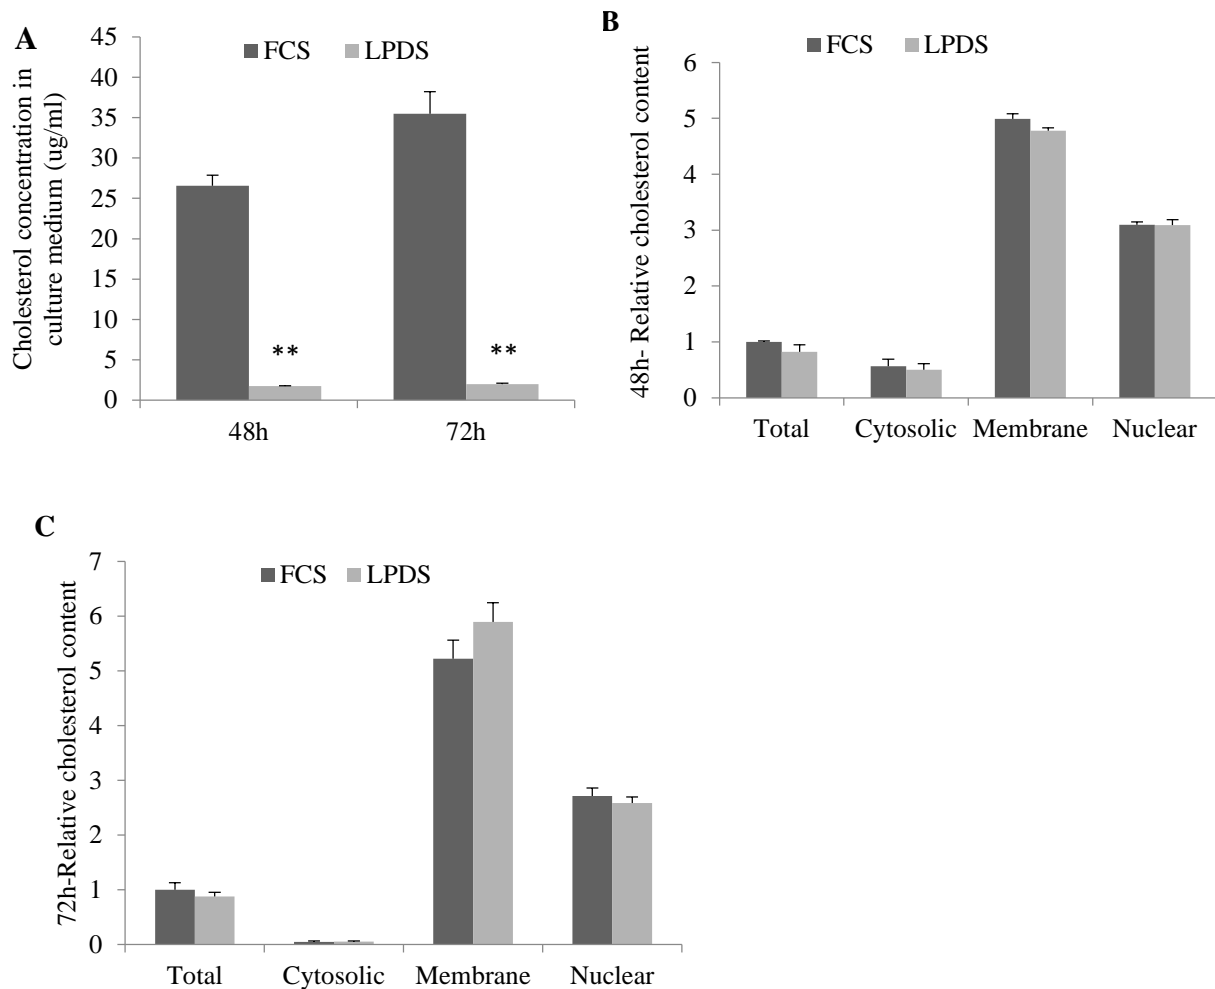 A
FCS LPDS
Cholesterol concentration in
culture medium (ug/ml)
45
40
35
30
25
20
15
10
5
0
**
**
48h 72h
B
FCS LPDS
48h- Relative cholesterol content
6
5
4
3
2
1
0
Total Cytosolic Membrane Nuclear
C
FCS LPDS
72h-Relative cholesterol content
7
6
5
4
3
2
1
0
Total Cytosolic Membrane Nuclear